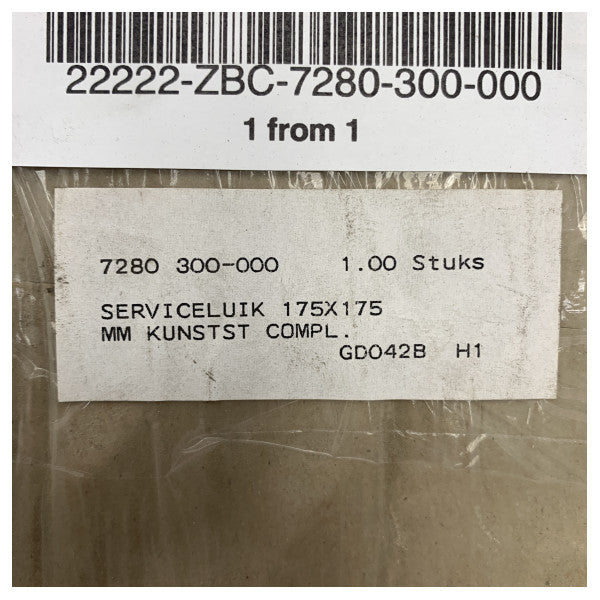 22222-ZBC-7280-300-000
1 from 1
7280 300-000 1.00 Stuks
SERVICELUIK 175X175
MM KUNSTST COMPL.
GD042B H1